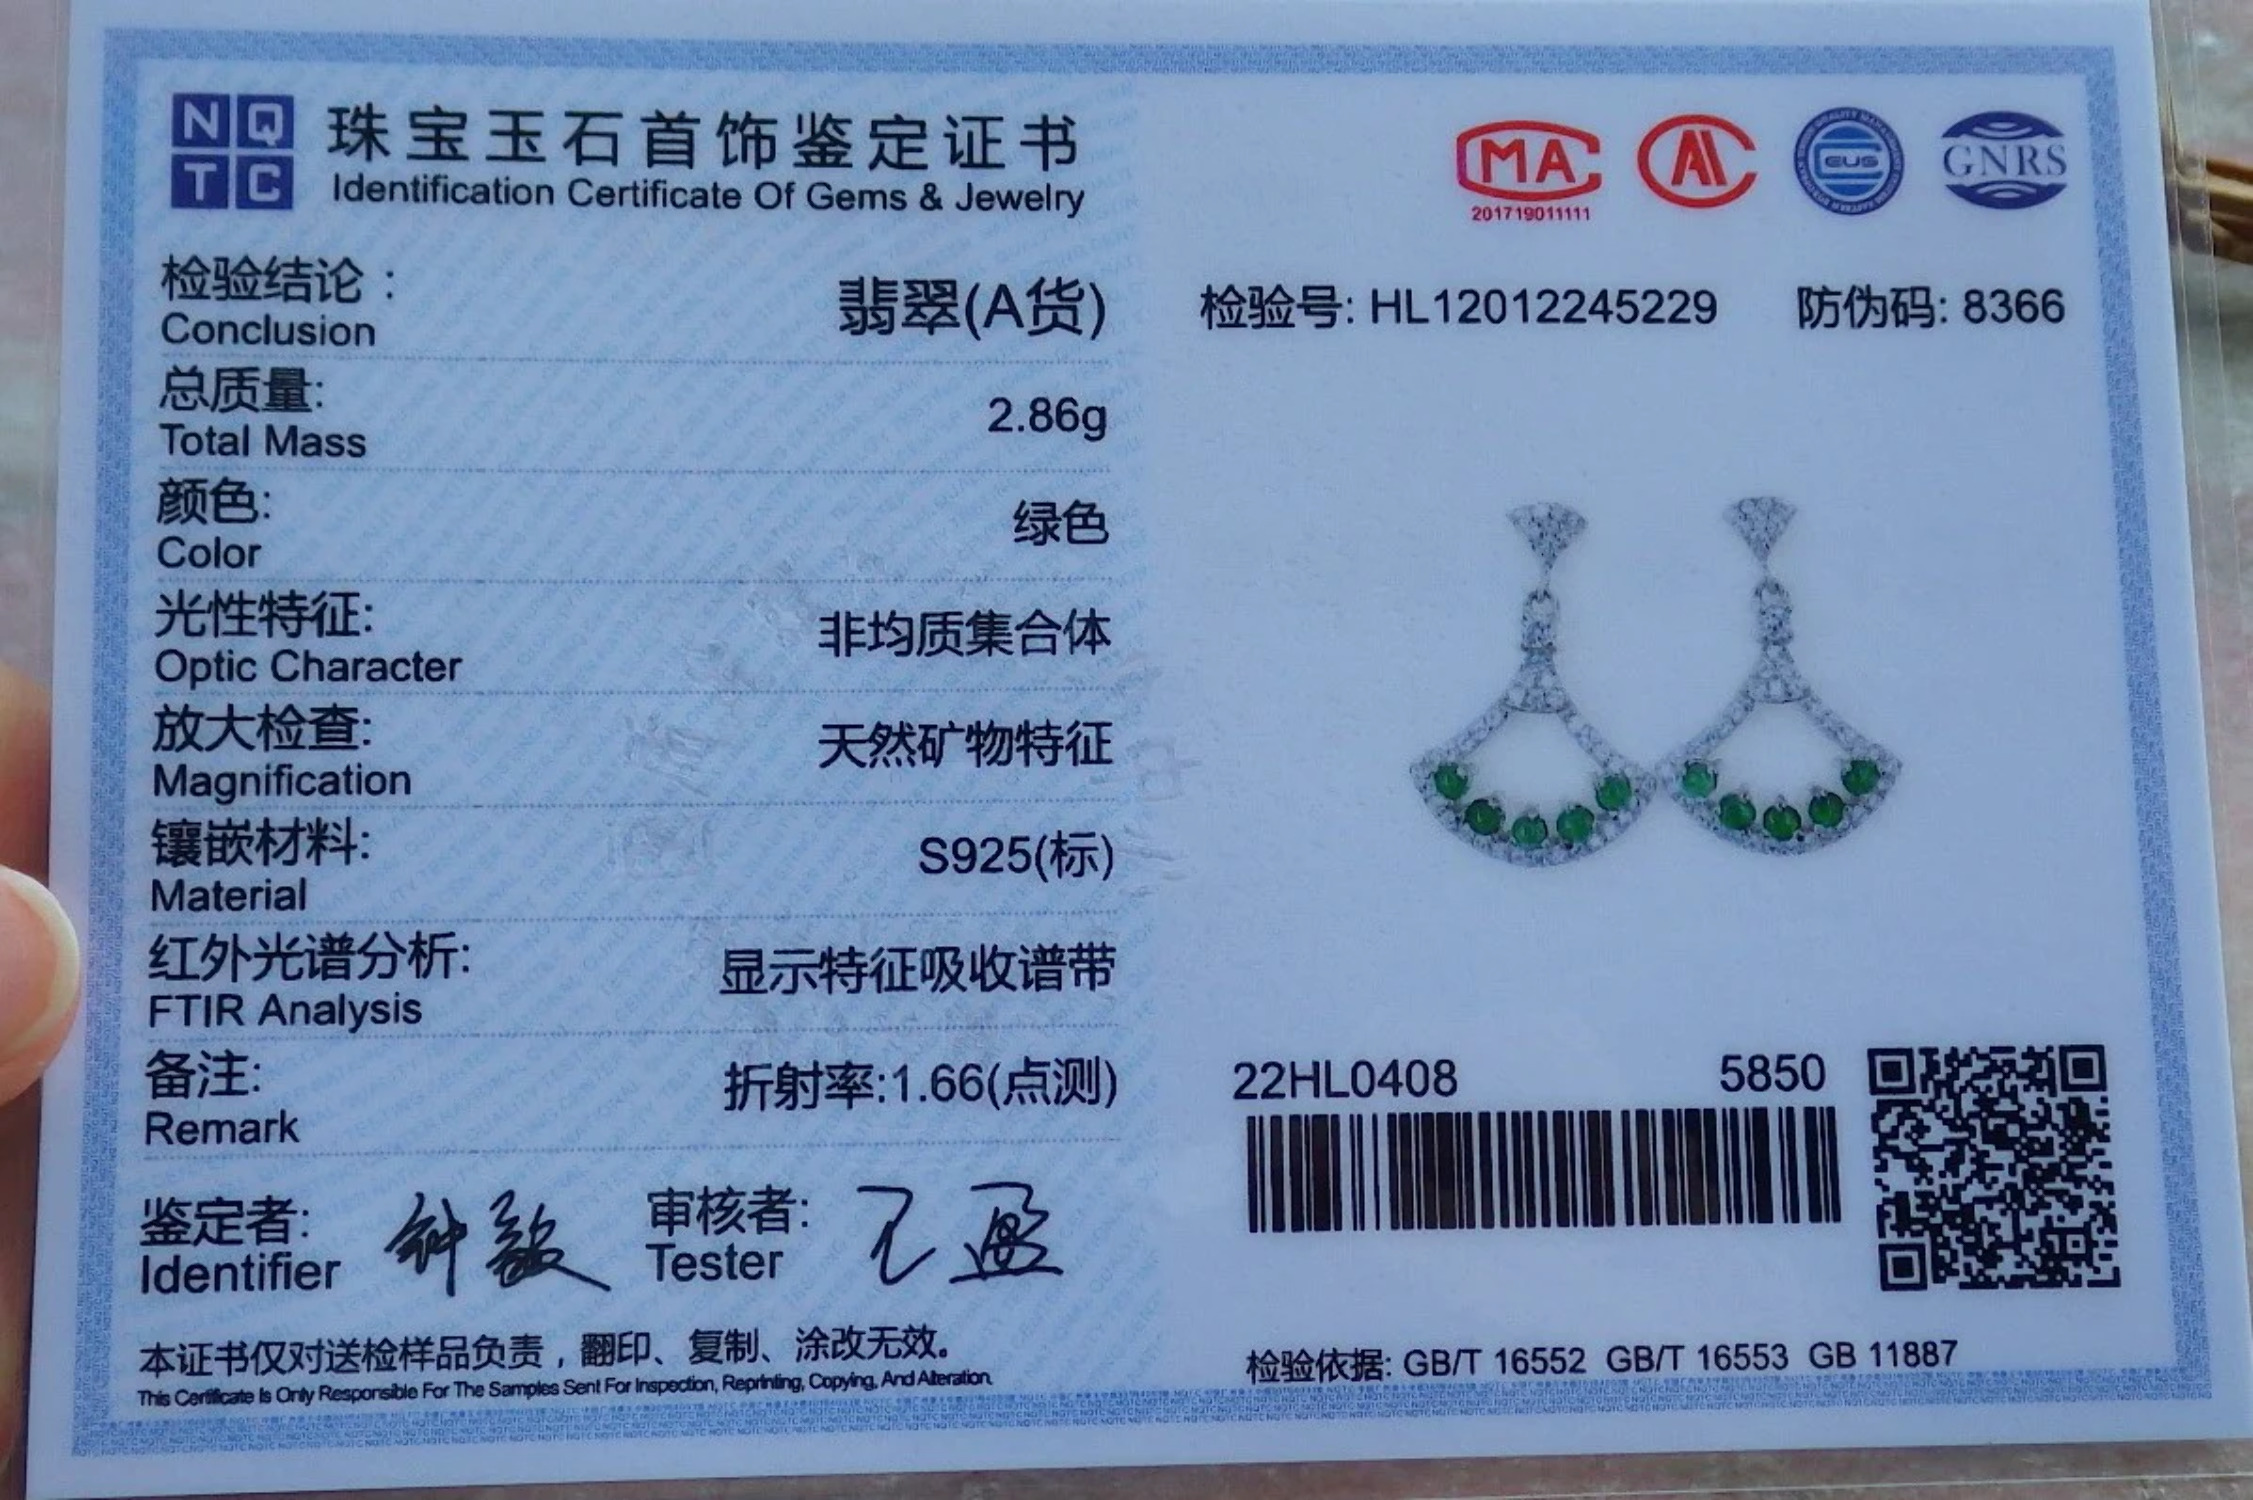 NQ
TC
珠宝玉石首饰鉴定证书
Identification Certificate Of Gems & Jewelry
MA
201719011111
GNRS
检验结论：
Conclusion
翡翠(A货)
总质量:
Total Mass
2.86g
颜色:
Color
绿色
光性特征:
Optic Character
非均质集合体
放大检查:
Magnification
天然矿物特征
镶嵌材料:
Material
S925(标)
红外光谱分析:
FTIR Analysis
显示特征吸收谱带
备注:
Remark
折射率:1.66(点测)
鉴定者:
Identifier
审核者:
Tester
本证书仅对送检样品负责，翻印、复制、涂改无效。
This Certificate Is Only Responsible For The Samples Sent For Inspection, Reprinting, Copying, And Alteration.
检验号: HL12012245229 防伪码: 8366
22HL0408 5850
检验依据: GB/T 16552 GB/T 16553 GB 11887